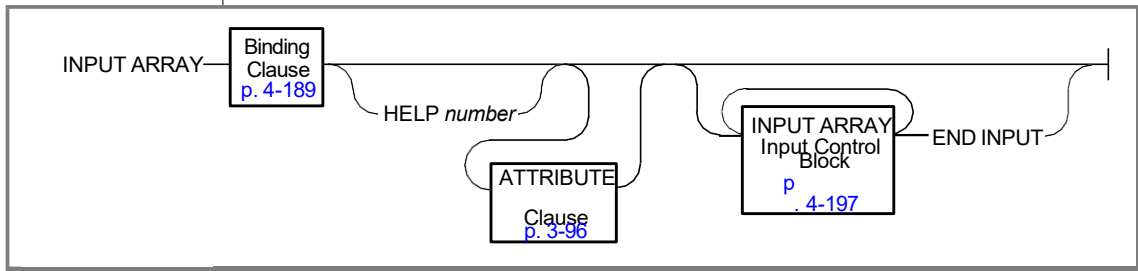 INPUT ARRAY
Binding
Clause
p. 4-189
HELP number
ATTRIBUTE
Clause
p. 3-96
INPUT ARRAY
Input Control
Block
p
. 4-197
END INPUT